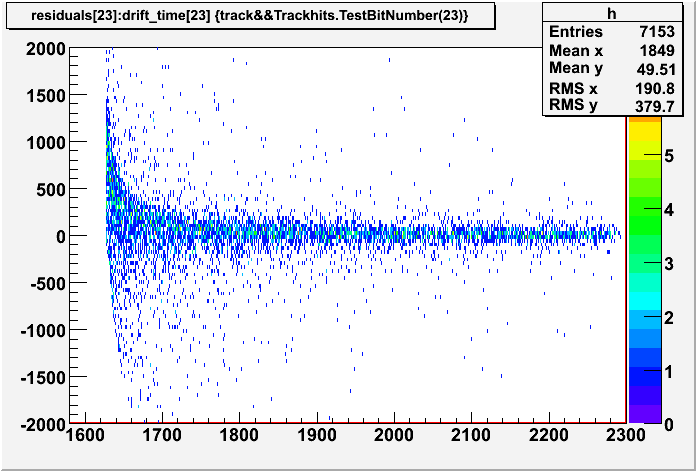 residuals[23]:drift_time[23] {track&&Trackhits.TestBitNumber(23)}
h
Entries 7153
Mean x 1849
Mean y 49.51
RMS x 190.8
RMS y 379.7
2000
1500
1000
500
0
-500
-1000
-1500
-2000
1600 1700 1800 1900 2000 2100 2200 2300
5
4
3
2
1
0